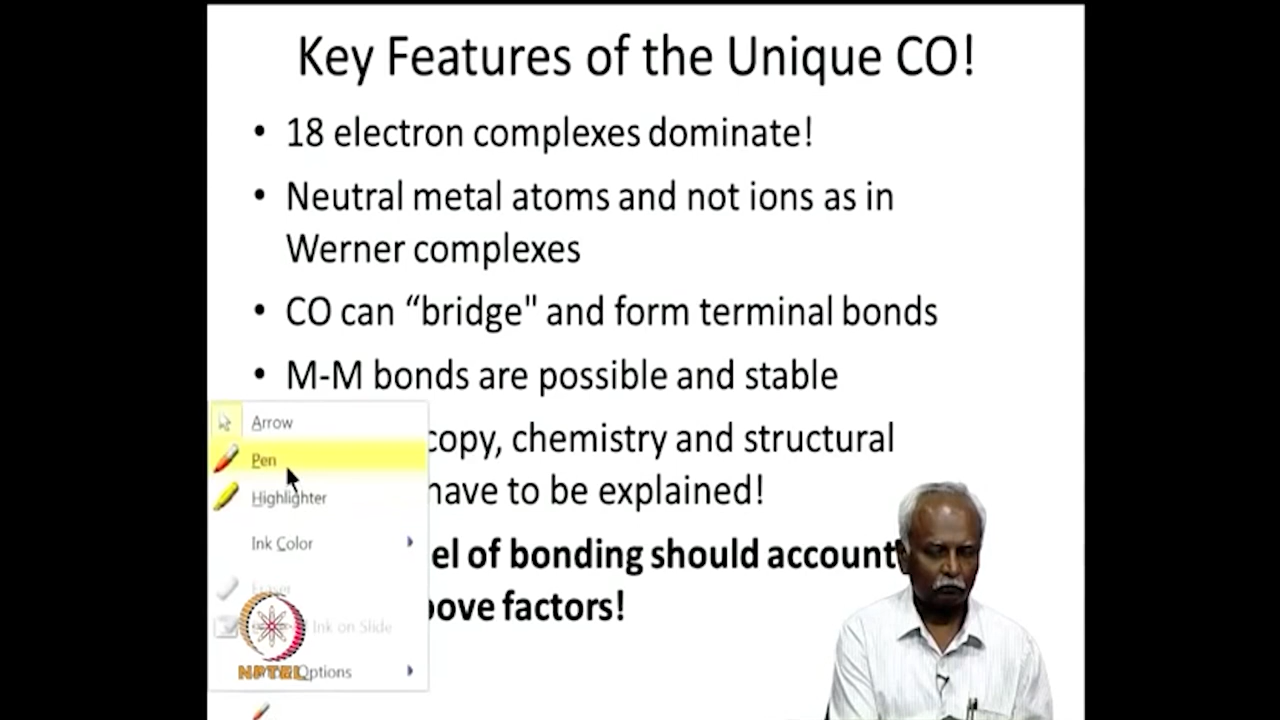 Key Features of the Unique CO!
• 18 electron complexes dominate!
• Neutral metal atoms and not ions as in
Werner complexes
• CO can “bridge" and form terminal bonds
• M-M bonds are possible and stable
copy, chemistry and structural
have to be explained!
el of bonding should account
bove factors!
Arrow
Pen
Highlighter
Ink Color
Eraser
Ink on Slide
Options
NPTEL